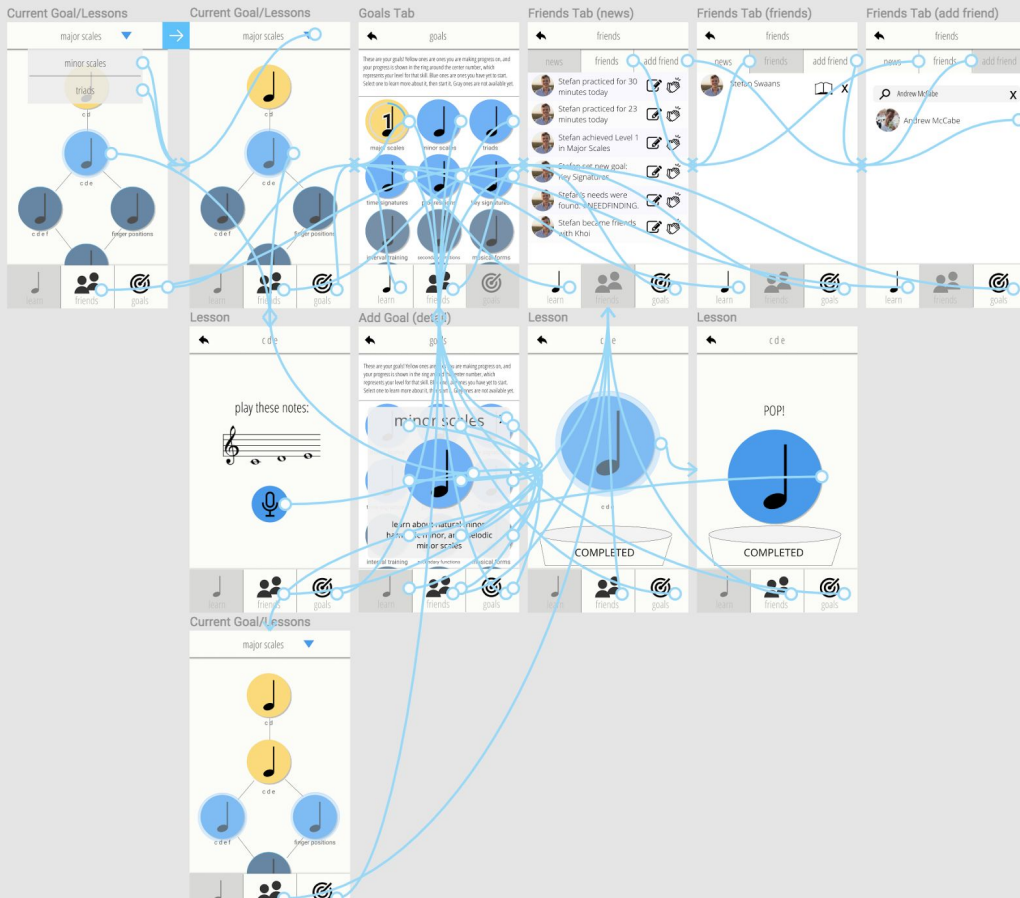 Current Goal/Lessons
major scales
minor scales
triads
c d
c d e
c d e f
finger positions
learn
friends
goals
Current Goal/Lessons
major scales
c d e
c d e f
finger positions
learn
friends
goals
Goals Tab
goals
These are your goals! Yellow ones are ones you are making progress on, and
your progress is shown in the ring around the center number, which
represents your level for that skill. Blue ones are ones you have yet to start.
Select one to learn more about it, then start it. Gray ones are not available yet.
1
major scales
minor scales
triads
time signatures
key signatures
interval training
musical forms
learn
friends
goals
Friends Tab (news)
friends
news
friends
add friend
Stefan practiced for 30
minutes today
Stefan practiced for 23
minutes today
Stefan achieved Level 1
in Major Scales
Stefan set new goal:
Key Signatures
Stefan's needs were
found. #NEEDFINDING.
Stefan became friends
with Khoi
learn
friends
goals
Friends Tab (friends)
friends
news
friends
add friend
Stefan Swaans
X
learn
friends
goals
Friends Tab (add friend)
friends
news
friends
add friend
Andrew McCabe
X
Andrew McCabe
learn
friends
goals
Lesson
c d e
play these notes:
learn
friends
goals
Add Goal (detail)
goals
These are your goals! Yellow ones are ones you are making progress on, and
your progress is shown in the ring around the center number, which
represents your level for that skill. Blue ones are ones you have yet to start.
Select one to learn more about it, then start it. Gray ones are not available yet.
minor scales
learn about natural minor,
harmonic minor, and melodic
minor scales
interval training
secondary functions
musical forms
learn
friends
goals
Lesson
c d e
c d e
COMPLETED
learn
friends
goals
Lesson
c d e
POP!
COMPLETED
learn
friends
goals
Current Goal/Lessons
major scales
c d
c d e
c d e f
finger positions